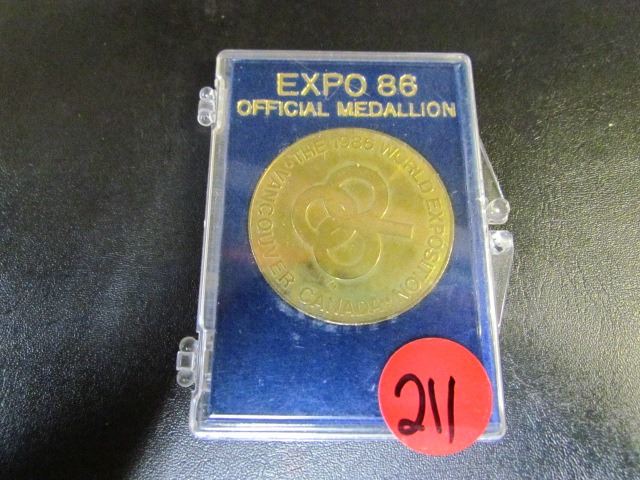 EXPO 86
OFFICIAL MEDALLION
THE 1986 WORLD EXPOSITION
VANCOUVER, CANADA
211